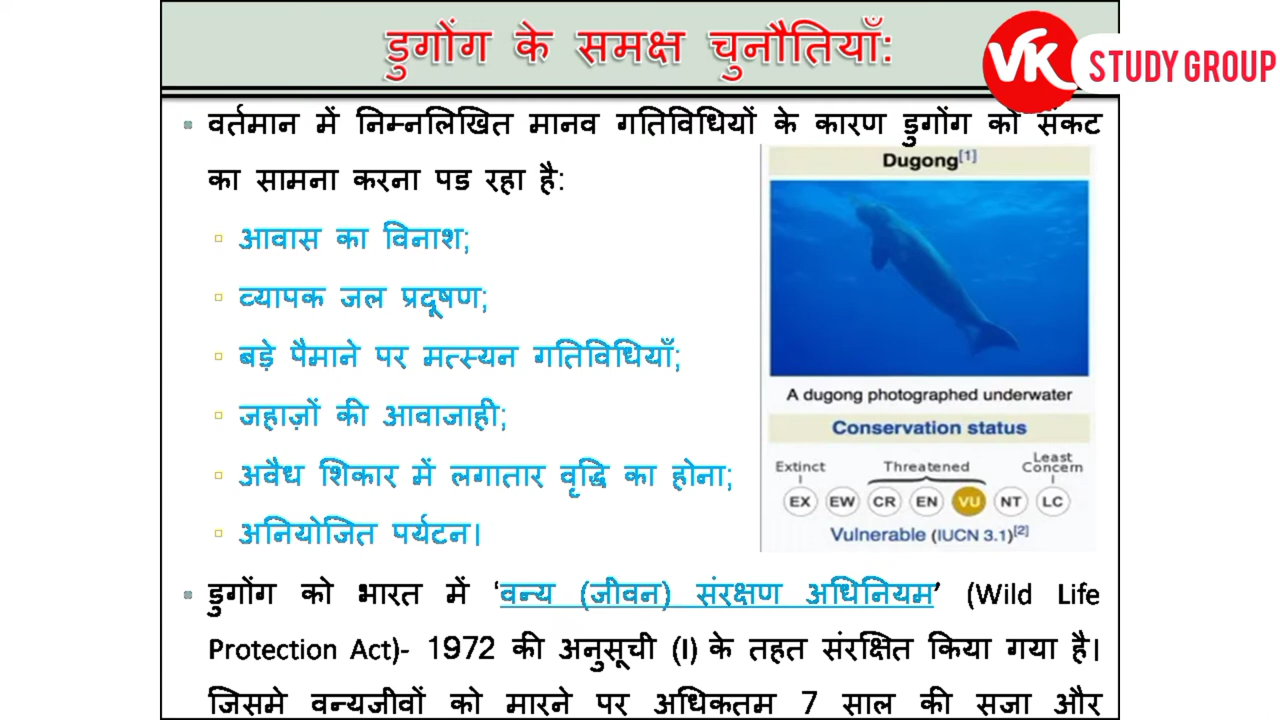 डुगोंग के समक्ष चुनौतियाँ:
VK STUDY GROUP
वर्तमान में निम्नलिखित मानव गतिविधियों के कारण डुगोंग को संकट
का सामना करना पड रहा है:
आवास का विनाश;
व्यापक जल प्रदूषण;
बड़े पैमाने पर मत्स्यन गतिविधियाँ;
जहाज़ों की आवाजाही;
अवैध शिकार में लगातार वृद्धि का होना;
अनियोजित पर्यटन।
Dugong[1]
A dugong photographed underwater
Conservation status
Extinct Threatened Least Concern
EX EW CR EN VU NT LC
Vulnerable (IUCN 3.1)[2]
डुगोंग को भारत में ‘वन्य (जीवन) संरक्षण अधिनियम’ (Wild Life
Protection Act)- 1972 की अनुसूची (I) के तहत संरक्षित किया गया है।
जिसमे वन्यजीवों को मारने पर अधिकतम 7 साल की सजा और